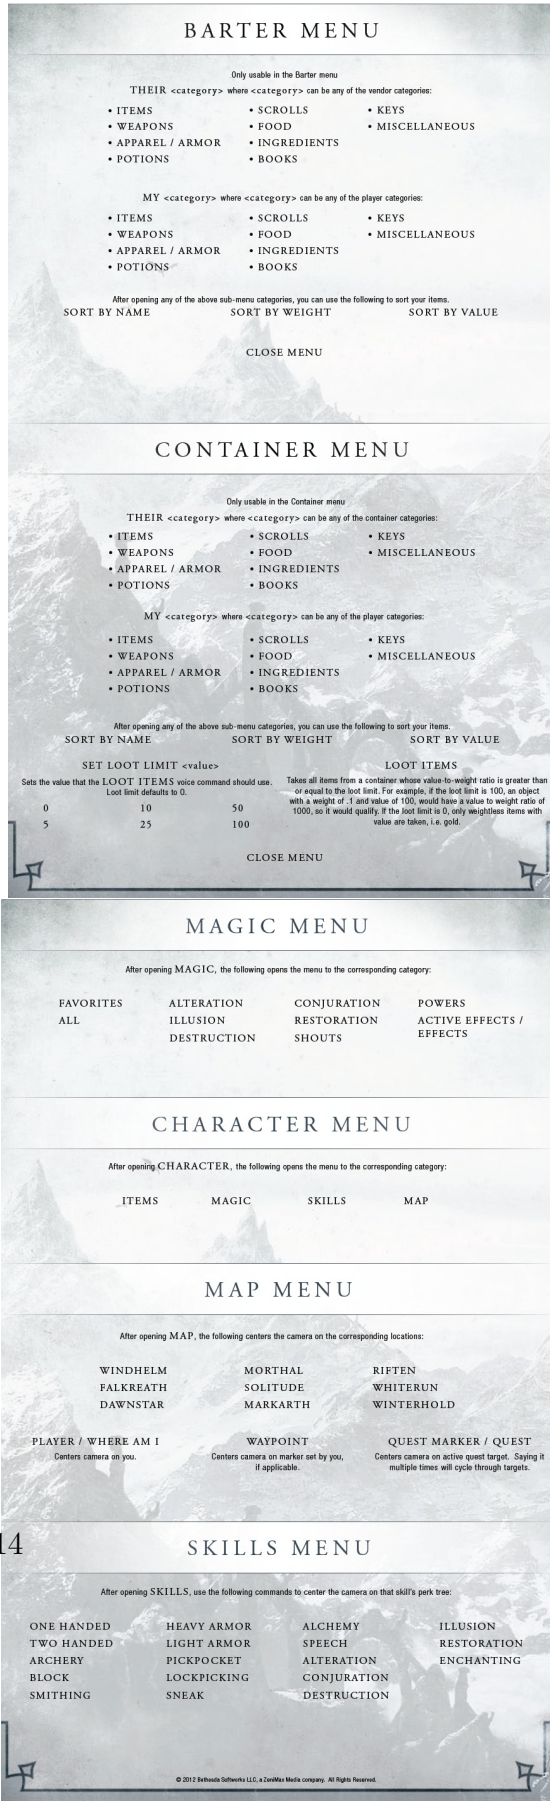 BARTER MENU
Only usable in the Barter menu
THEIR <category> where <category> can be any of the vendor categories:
• ITEMS • SCROLLS • KEYS
• WEAPONS • FOOD • MISCELLANEOUS
• APPAREL / ARMOR • INGREDIENTS
• POTIONS • BOOKS
MY <category> where <category> can be any of the player categories:
• ITEMS • SCROLLS • KEYS
• WEAPONS • FOOD • MISCELLANEOUS
• APPAREL / ARMOR • INGREDIENTS
• POTIONS • BOOKS
After opening any of the above sub-menu categories, you can use the following to sort your items.
SORT BY NAME SORT BY WEIGHT SORT BY VALUE
CLOSE MENU
CONTAINER MENU
Only usable in the Container menu
THEIR <category> where <category> can be any of the container categories:
• ITEMS • SCROLLS • KEYS
• WEAPONS • FOOD • MISCELLANEOUS
• APPAREL / ARMOR • INGREDIENTS
• POTIONS • BOOKS
MY <category> where <category> can be any of the player categories:
• ITEMS • SCROLLS • KEYS
• WEAPONS • FOOD • MISCELLANEOUS
• APPAREL / ARMOR • INGREDIENTS
• POTIONS • BOOKS
After opening any of the above sub-menu categories, you can use the following to sort your items.
SORT BY NAME SORT BY WEIGHT SORT BY VALUE
SET LOOT LIMIT <value>
Sets the value that the LOOT ITEMS voice command should use.
Loot limit defaults to 0.
0 10 50
5 25 100
LOOT ITEMS
Takes all items from a container whose value-to-weight ratio is greater than
or equal to the loot limit. For example, if the loot limit is 100, an object
with a weight of .1 and value of 100, would have a value to weight ratio of
1000, so it would qualify. If the loot limit is 0, only weightless items with
value are taken, i.e. gold.
CLOSE MENU
MAGIC MENU
After opening MAGIC, the following opens the menu to the corresponding category:
FAVORITES ALTERATION CONJURATION POWERS
ALL ILLUSION RESTORATION ACTIVE EFFECTS /
DESTRUCTION SHOUTS EFFECTS
CHARACTER MENU
After opening CHARACTER, the following opens the menu to the corresponding category:
ITEMS MAGIC SKILLS MAP
MAP MENU
After opening MAP, the following centers the camera on the corresponding locations:
WINDHELM MORTHAL RIFTEN
FALKREATH SOLITUDE WHITERUN
DAWNSTAR MARKARTH WINTERHOLD
PLAYER / WHERE AM I
Centers camera on you.
WAYPOINT
Centers camera on marker set by you,
if applicable.
QUEST MARKER / QUEST
Centers camera on active quest target. Saying it
multiple times will cycle through targets.
14
SKILLS MENU
After opening SKILLS, use the following commands to center the camera on that skill's perk tree:
ONE HANDED HEAVY ARMOR ALCHEMY ILLUSION
TWO HANDED LIGHT ARMOR SPEECH RESTORATION
ARCHERY PICKPOCKET ALTERATION ENCHANTING
BLOCK LOCKPICKING CONJURATION
SMITHING SNEAK DESTRUCTION
© 2012 Bethesda Softworks LLC, a ZeniMax Media company. All Rights Reserved.